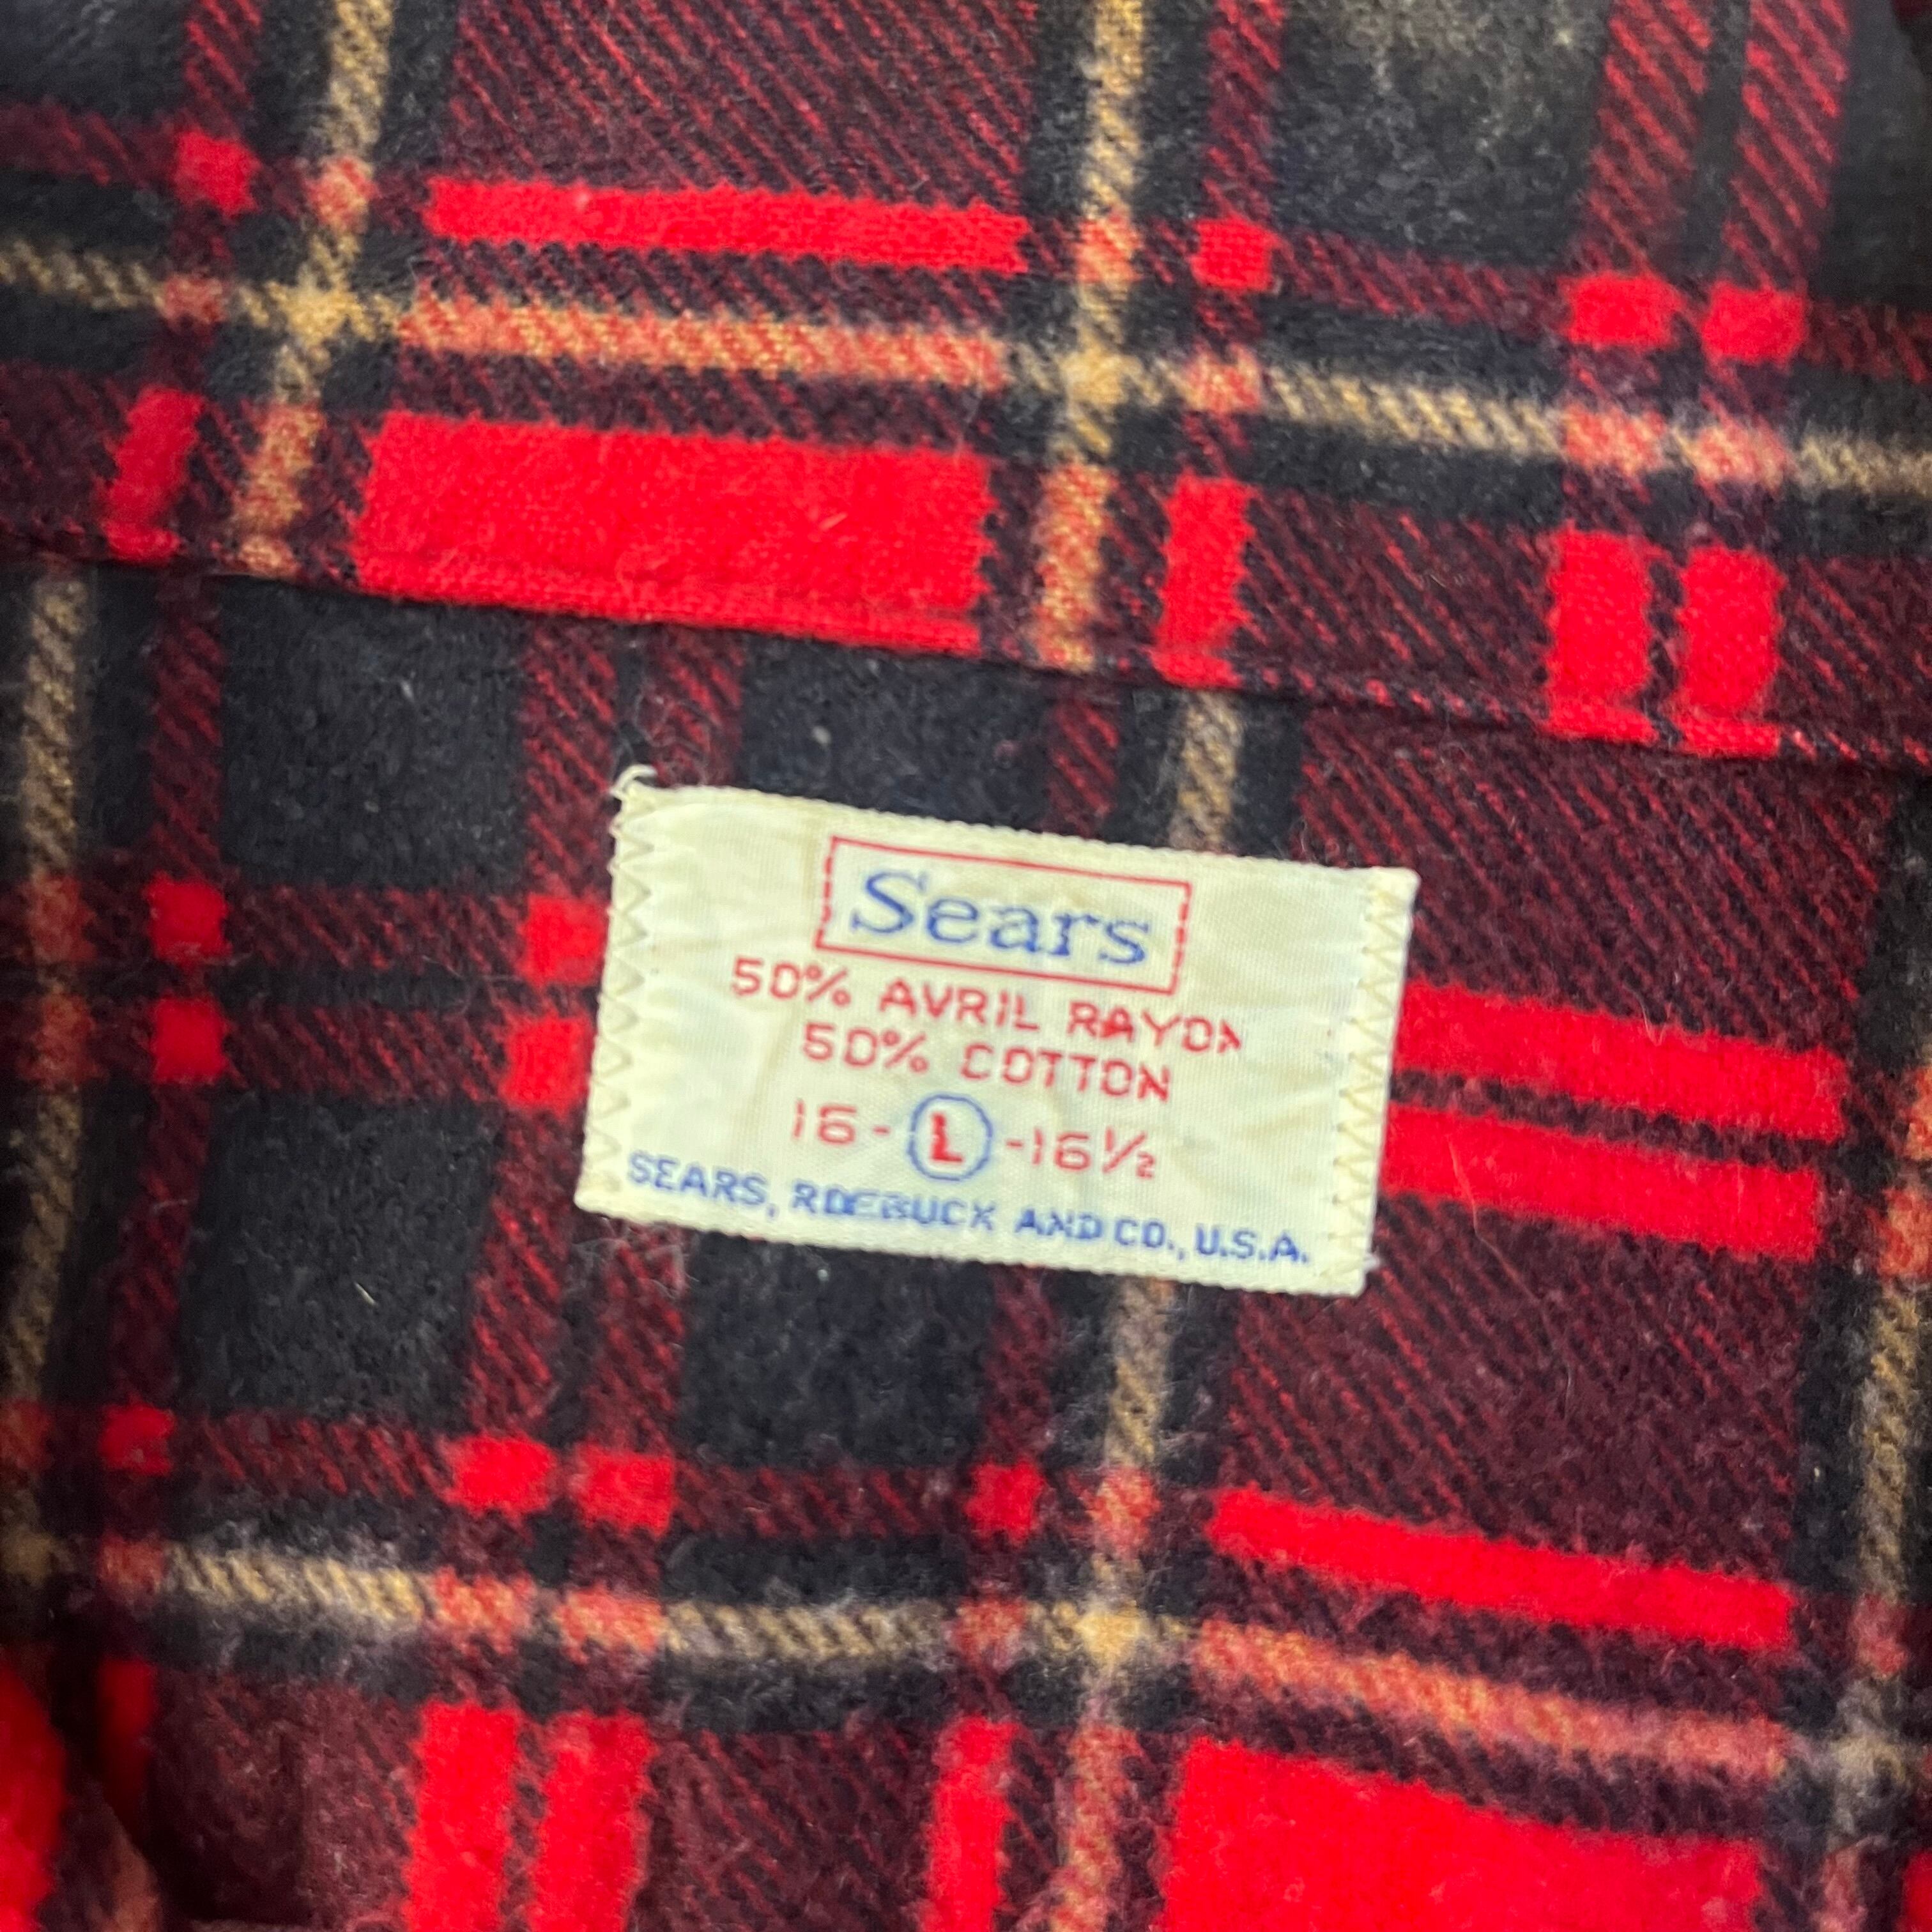 Sears
50% AVRIL RAYON
50% COTTON
16-L-16½
SEARS, ROEBUCK AND CO., U.S.A.